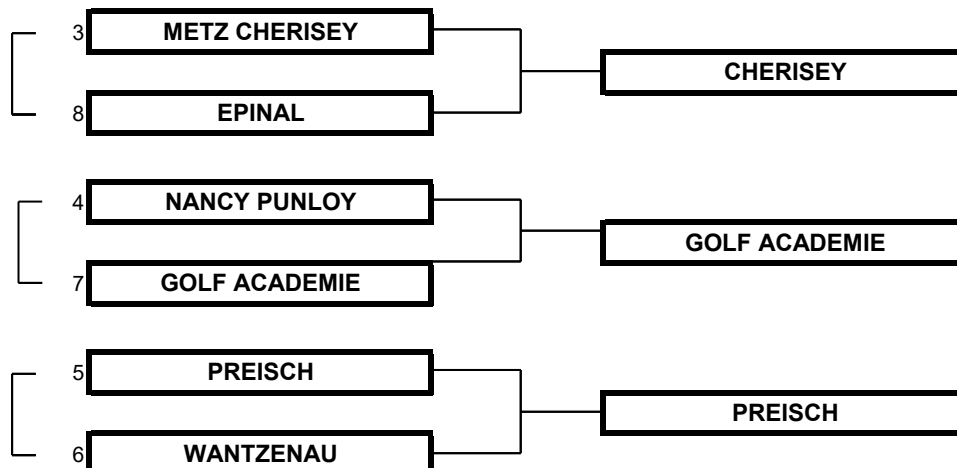 3 METZ CHERISEY
CHERISEY
8 EPINAL
4 NANCY PUNLOY
GOLF ACADEMIE
7 GOLF ACADEMIE
5 PREISCH
PREISCH
6 WANTZENAU